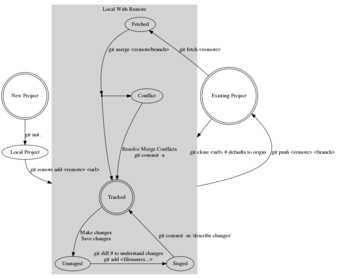 Local With Remote
Fetched
git merge <remote/branch>
git fetch <remote>
New Project
Conflict
Existing Project
git init .
Resolve Merge Conflicts
git commit -a
git clone <url> # defaults to origin
git push <remote> <branch>
Local Project
git remote add <remote> <url>
Tracked
Make changes
Save changes
git commit -m 'describe changes'
git diff # to understand changes
git add <filenames...>
Unstaged
Staged